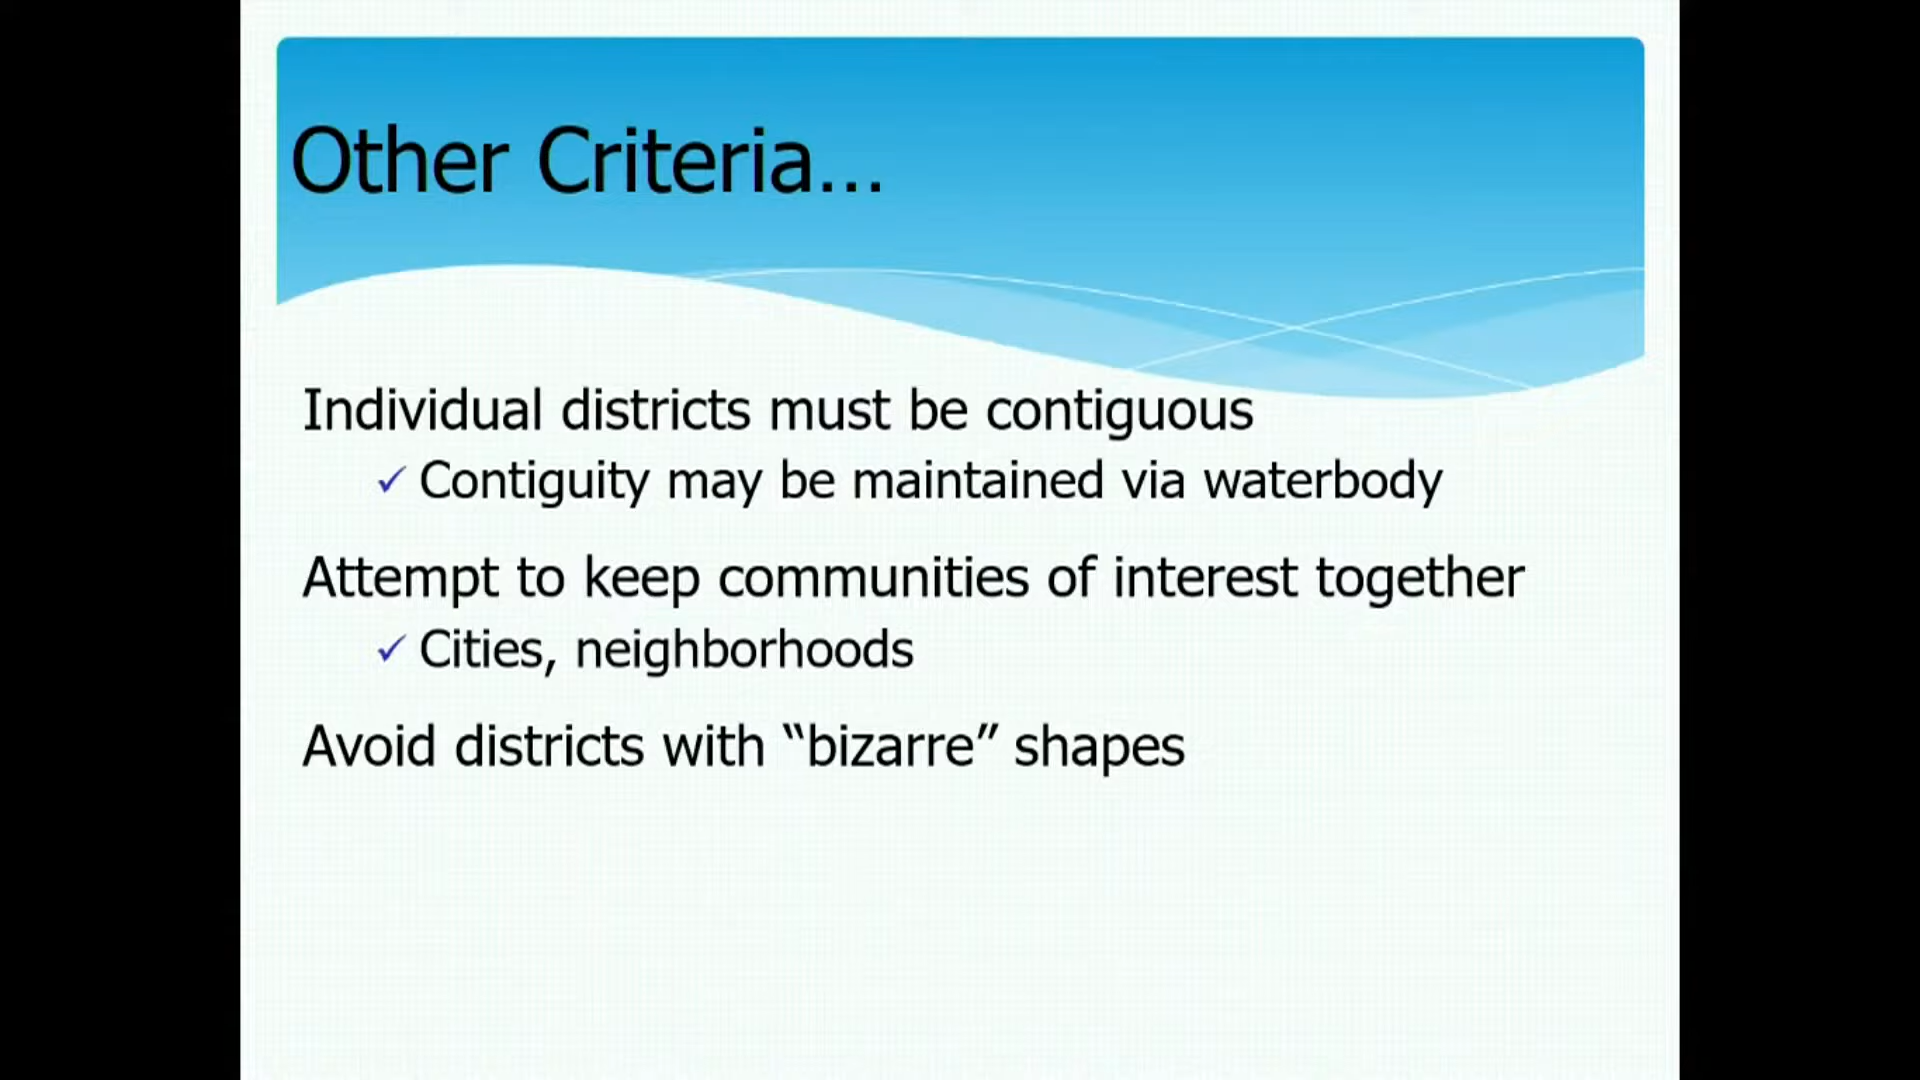 Other Criteria...
Individual districts must be contiguous
✓ Contiguity may be maintained via waterbody
Attempt to keep communities of interest together
✓ Cities, neighborhoods
Avoid districts with “bizarre” shapes